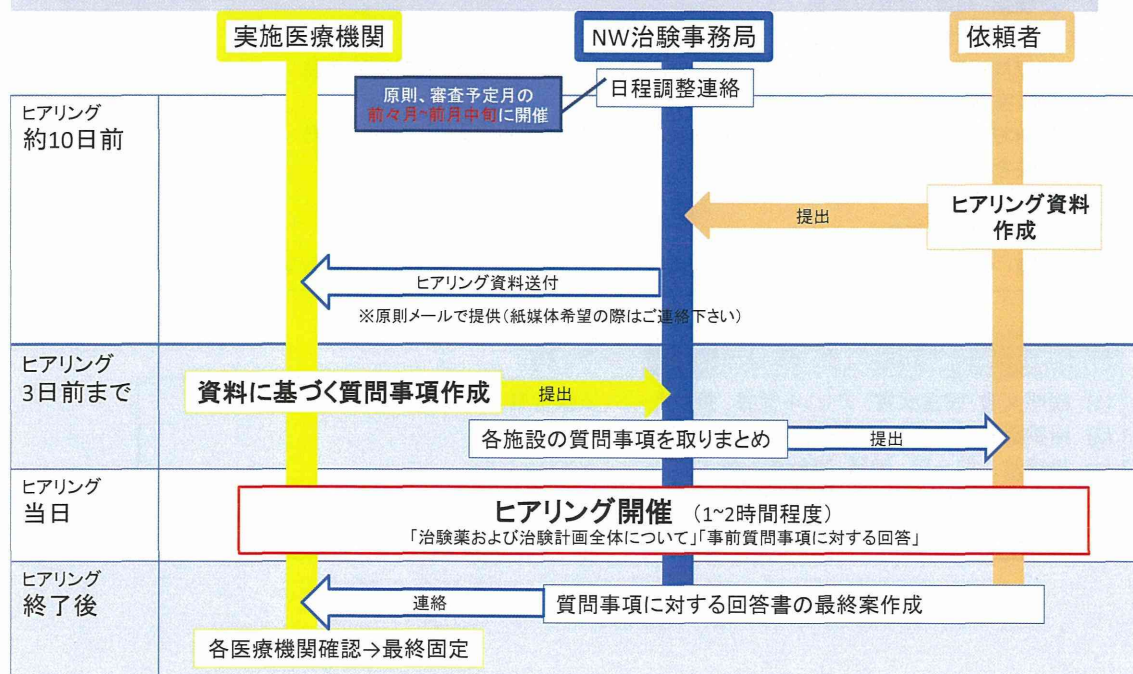 実施医療機関
NW治験事務局
依頼者
原則、審査予定月の
前々月~前月中旬に開催
日程調整連絡
ヒアリング
約10日前
提出
ヒアリング資料
作成
ヒアリング資料送付
※原則メールで提供(紙媒体希望の際はご連絡下さい)
ヒアリング
3日前まで
資料に基づく質問事項作成
提出
各施設の質問事項を取りまとめ
提出
ヒアリング
当日
ヒアリング開催 (1~2時間程度)
「治験薬および治験計画全体について」「事前質問事項に対する回答」
ヒアリング
終了後
連絡
質問事項に対する回答書の最終案作成
各医療機関確認→最終固定